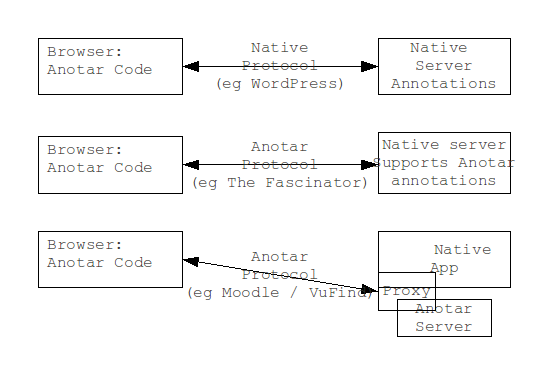 Browser:
Anotar Code
Native
Protocol
(eg WordPress)
Native
Server
Annotations
Browser:
Anotar Code
Anotar
Protocol
(eg The Fascinator)
Native server
Supports Anotar
annotations
Browser:
Anotar Code
Anotar
Protocol
(eg Moodle / VuFind)
Native
App
Proxy
Anotar
Server